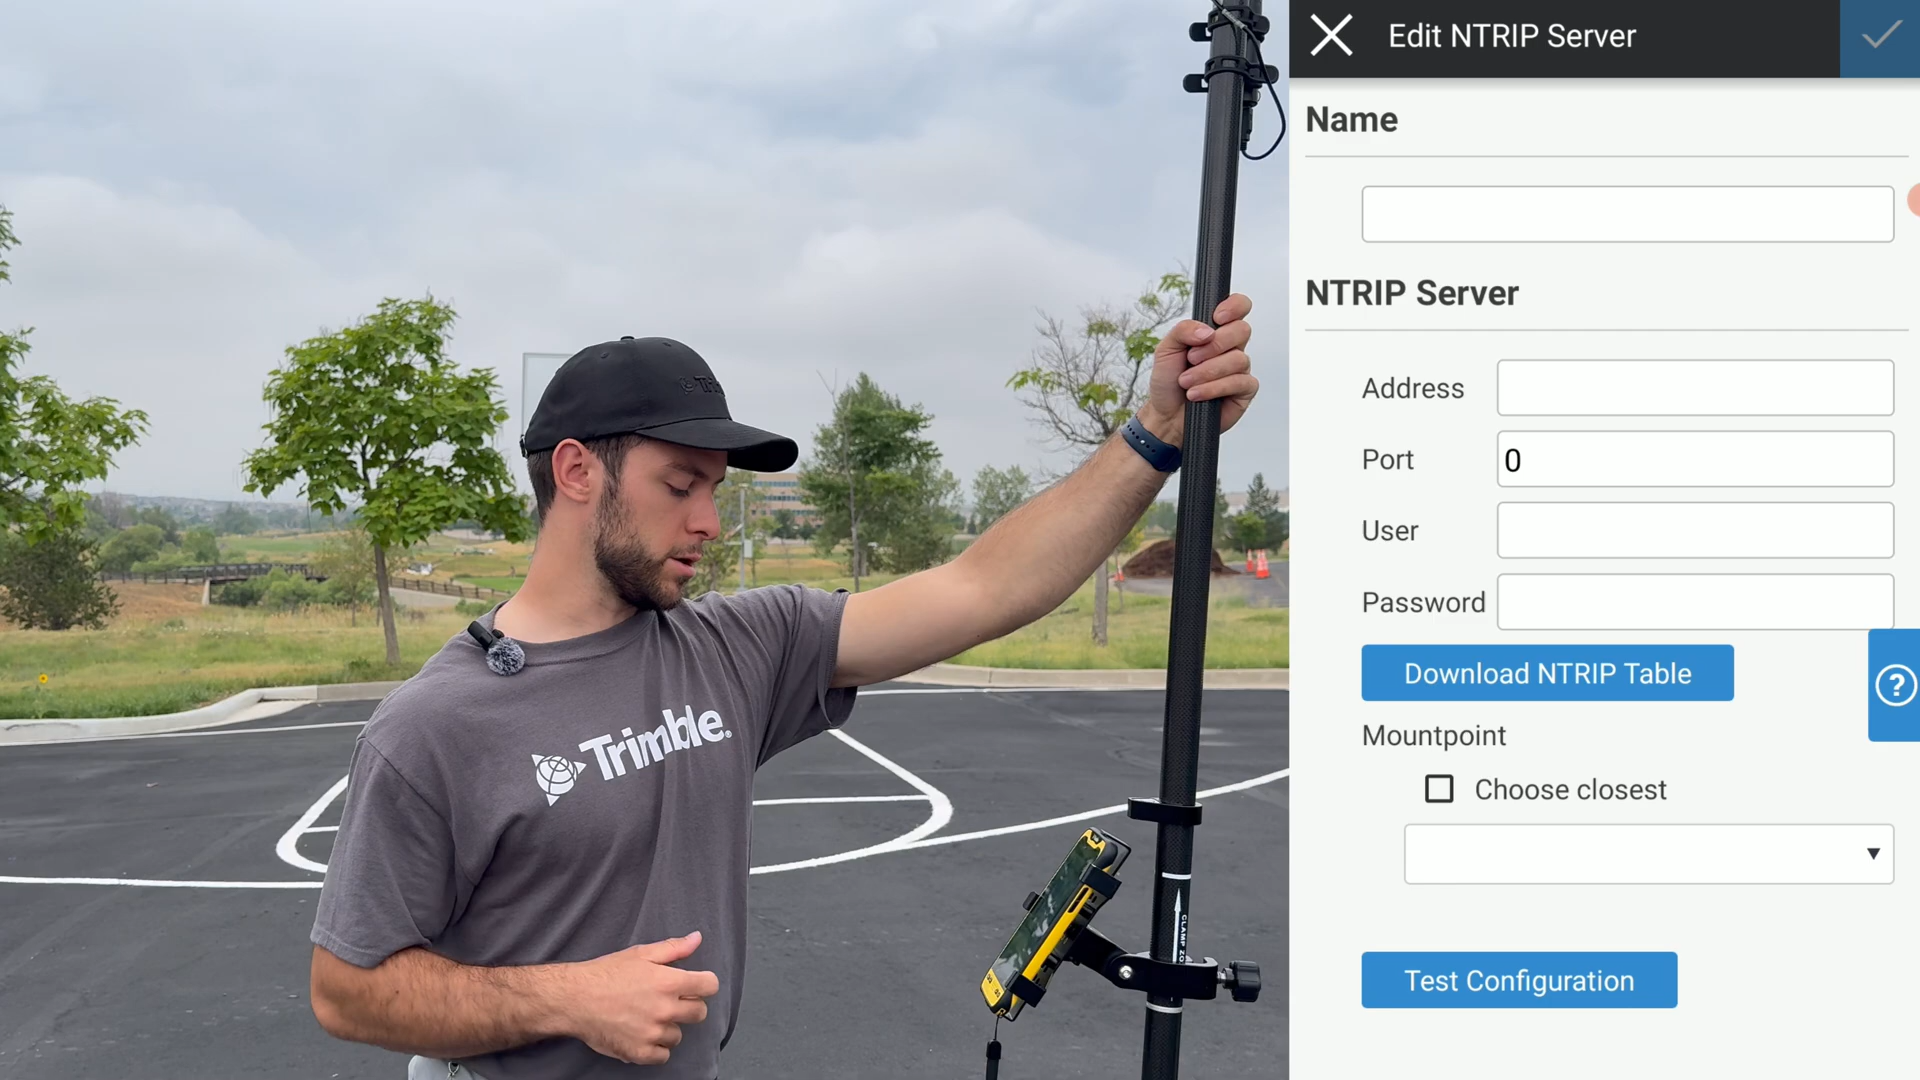 Edit NTRIP Server
Name
NTRIP Server
Address
Port 0
User
Password
Download NTRIP Table
?
Mountpoint
Choose closest
Test Configuration
Trimble